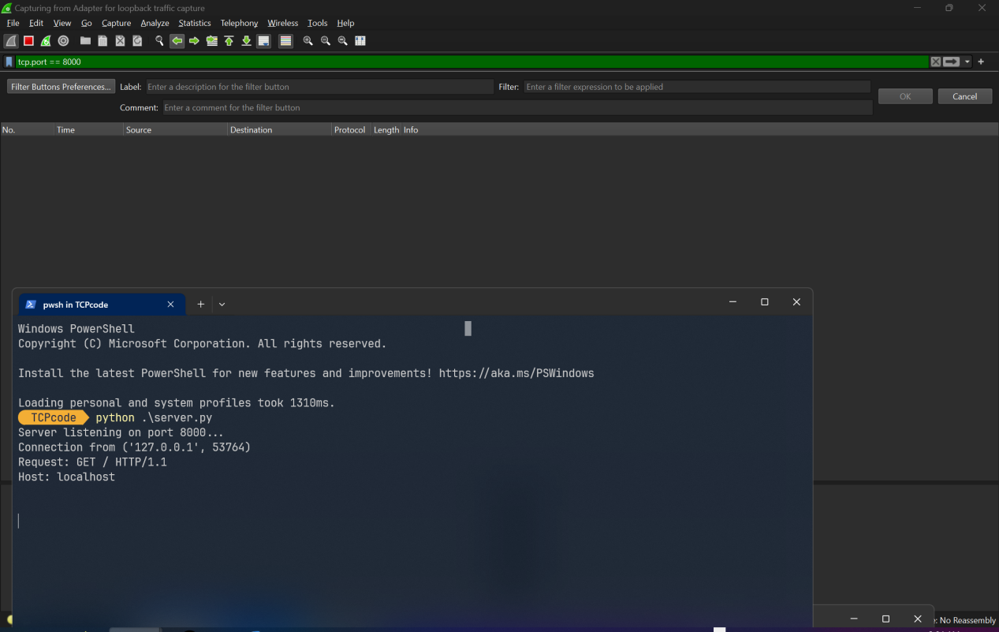 Capturing from Adapter for loopback traffic capture
File Edit View Go Capture Analyze Statistics Telephony Wireless Tools Help
tcp.port == 8000
Filter Buttons Preferences... Label: Enter a description for the filter button Filter: Enter a filter expression to be applied
OK Cancel
Comment: Enter a comment for the filter button
No. Time Source Destination Protocol Length Info
pwsh in TCPcode
Windows PowerShell
Copyright (C) Microsoft Corporation. All rights reserved.
Install the latest PowerShell for new features and improvements! https://aka.ms/PSWindows
Loading personal and system profiles took 1310ms.
TCPcode python .\server.py
Server listening on port 8000...
Connection from ('127.0.0.1', 53764)
Request: GET / HTTP/1.1
Host: localhost
: No Reassembly